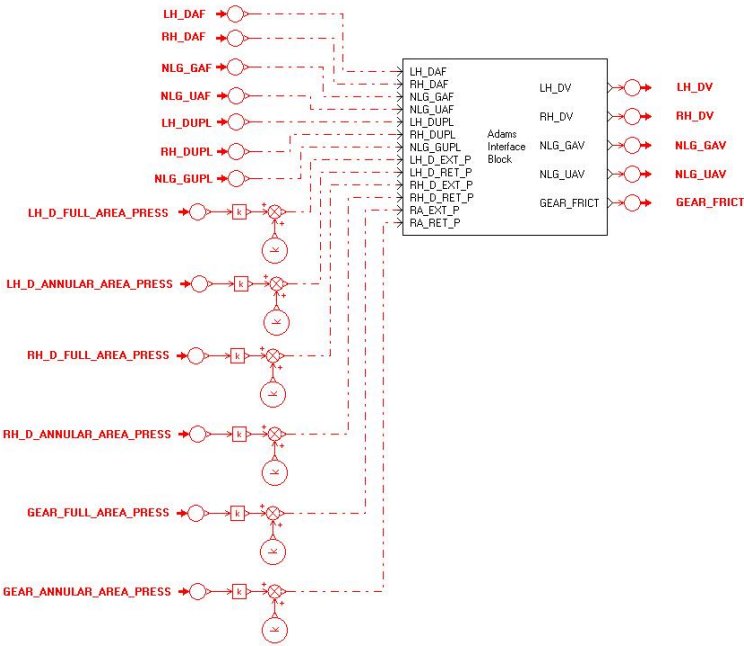 LH_DAF
RH_DAF
NLG_GAF
NLG_UAF
LH_DUPL
RH_DUPL
NLG_GUPL
LH_D_FULL_AREA_PRESS
k
+
+
k
LH_D_ANNULAR_AREA_PRESS
k
+
+
k
RH_D_FULL_AREA_PRESS
k
+
+
k
RH_D_ANNULAR_AREA_PRESS
k
+
+
k
GEAR_FULL_AREA_PRESS
k
+
+
k
GEAR_ANNULAR_AREA_PRESS
k
+
+
k
LH_DAF
RH_DAF
NLG_GAF
NLG_UAF
LH_DUPL
RH_DUPL
NLG_GUPL
LH_D_EXT_P
LH_D_RET_P
RH_D_EXT_P
RH_D_RET_P
RA_EXT_P
RA_RET_P
Adams
Interface
Block
LH_DV
RH_DV
NLG_GAV
NLG_UAV
GEAR_FRICT
LH_DV
RH_DV
NLG_GAV
NLG_UAV
GEAR_FRICT